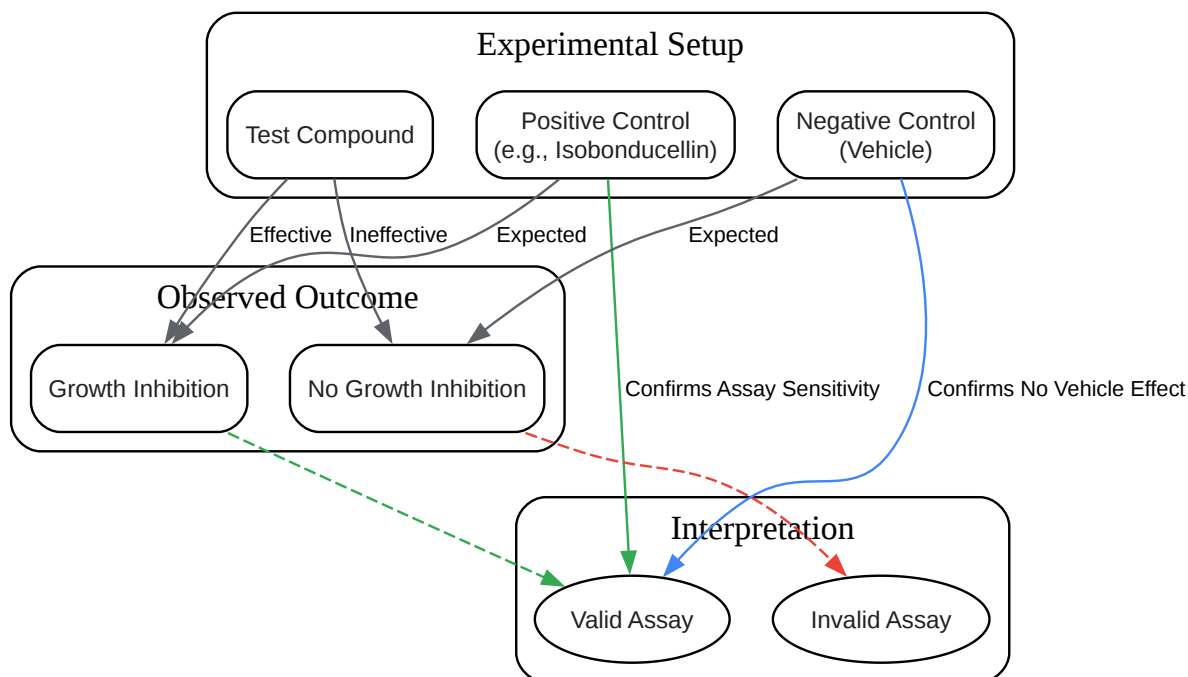 Experimental Setup
Test Compound
Positive Control
(e.g., Isobonducellin)
Negative Control
(Vehicle)
Effective
Ineffective
Expected
Expected
Observed Outcome
Growth Inhibition
No Growth Inhibition
Confirms Assay Sensitivity
Confirms No Vehicle Effect
Interpretation
Valid Assay
Invalid Assay